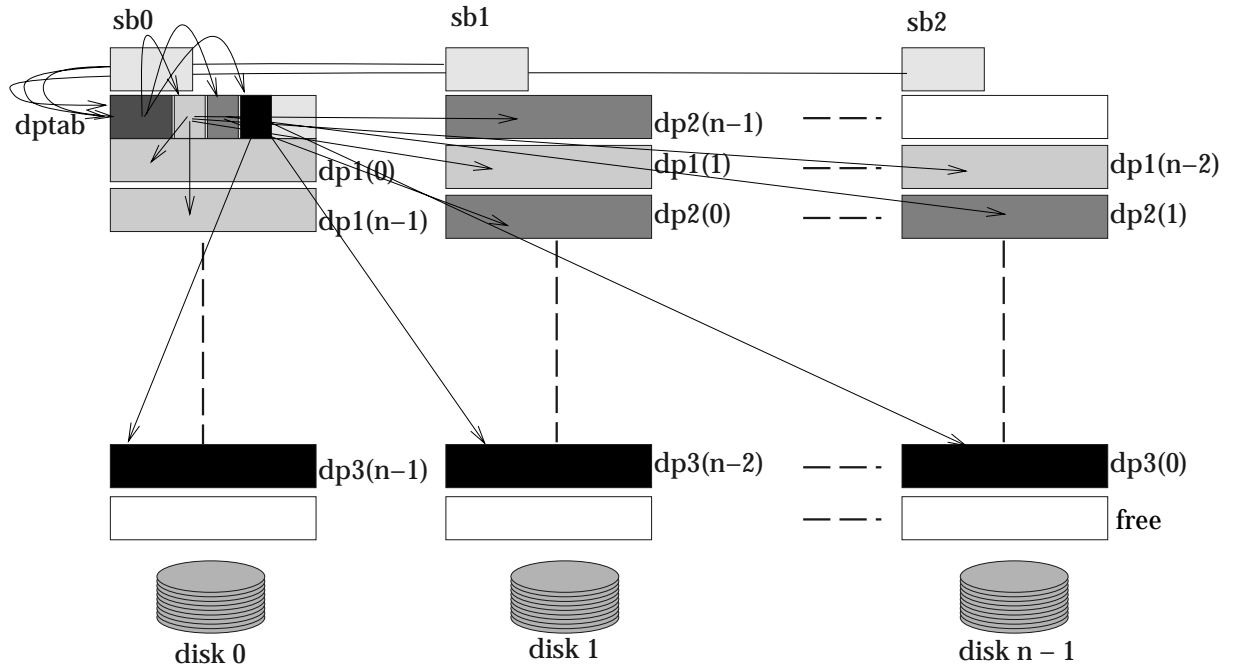 sb0
sb1
sb2
dptab
dp2(n−1)
dp1(0)
dp1(1)
dp1(n−2)
dp1(n−1)
dp2(0)
dp2(1)
dp3(n−1)
dp3(n−2)
dp3(0)
free
disk 0
disk 1
disk n − 1